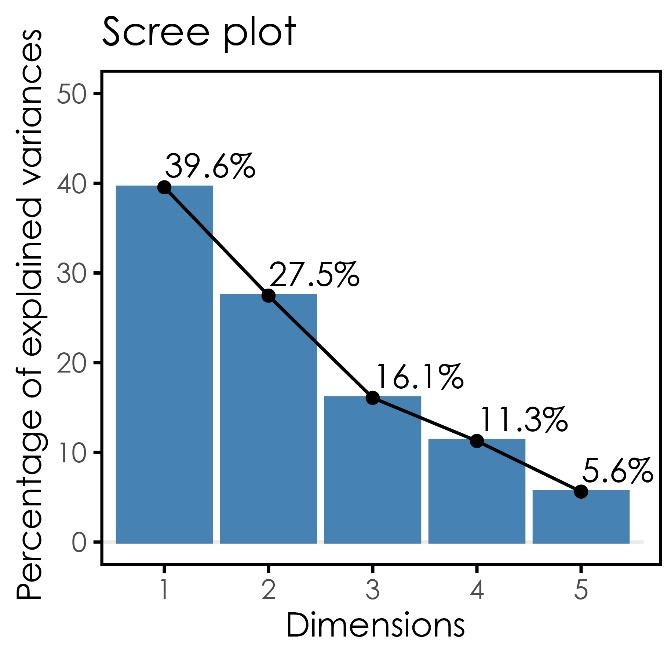 Scree plot
Percentage of explained variances
50
40
30
20
10
0
39.6%
27.5%
16.1%
11.3%
5.6%
1 2 3 4 5
Dimensions